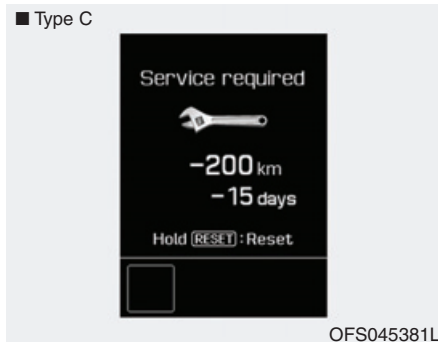 ■ Type C
Service required
-200 km
-15 days
Hold RESET : Reset
OFS045381L